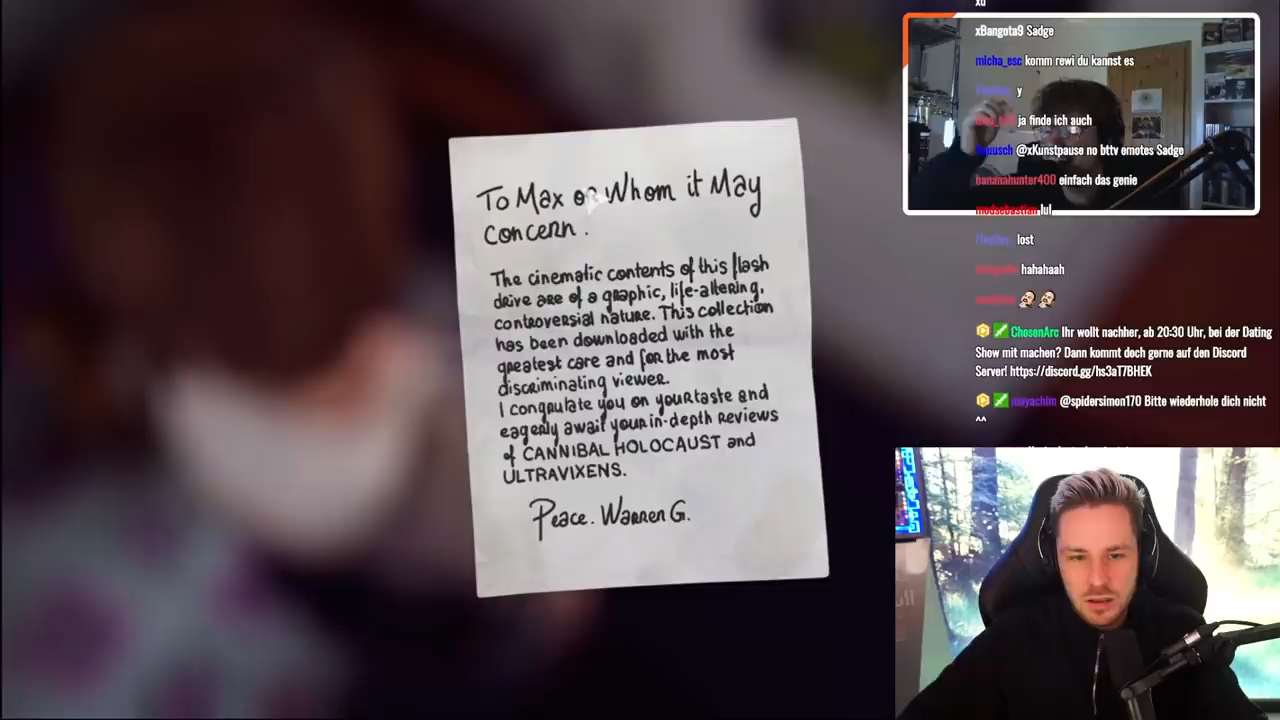 To Max or Whom it May
Concern.
The cinematic contents of this flash
drive are of a graphic, life-altering,
controversial nature. This collection
has been downloaded with the
greatest care and for the most
discriminating viewer.
I congrulate you on your taste and
eagerly await your in-depth reviews
of CANNIBAL HOLOCAUST and
ULTRAVIXENS.
Peace. Warren G.
xd
xBangota9 Sadge
micha_esc komm rewi du kannst es
y
ja finde ich auch
@xKunstpause no bttv emotes Sadge
hananahunter400 einfach das genie
modsebastian lul
lost
hahahaah
ChosenArc Ihr wollt nachher, ab 20:30 Uhr, bei der Dating
Show mit machen? Dann kommt doch gerne auf den Discord
Server! https://discord.gg/hs3aT7BHEK
moyachim @spidersimon170 Bitte wiederhole dich nicht
^^